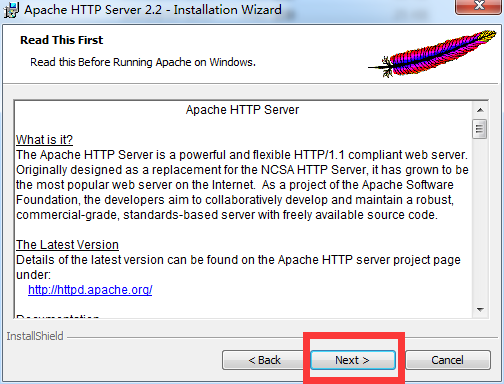 Apache HTTP Server 2.2 - Installation Wizard
Read This First
Read this Before Running Apache on Windows.
Apache HTTP Server
What is it?
The Apache HTTP Server is a powerful and flexible HTTP/1.1 compliant web server.
Originally designed as a replacement for the NCSA HTTP Server, it has grown to be
the most popular web server on the Internet.  As a project of the Apache Software
Foundation, the developers aim to collaboratively develop and maintain a robust,
commercial-grade, standards-based server with freely available source code.
The Latest Version
Details of the latest version can be found on the Apache HTTP server project page
under:
http://httpd.apache.org/
Documentation
InstallShield
< Back
Next >
Cancel